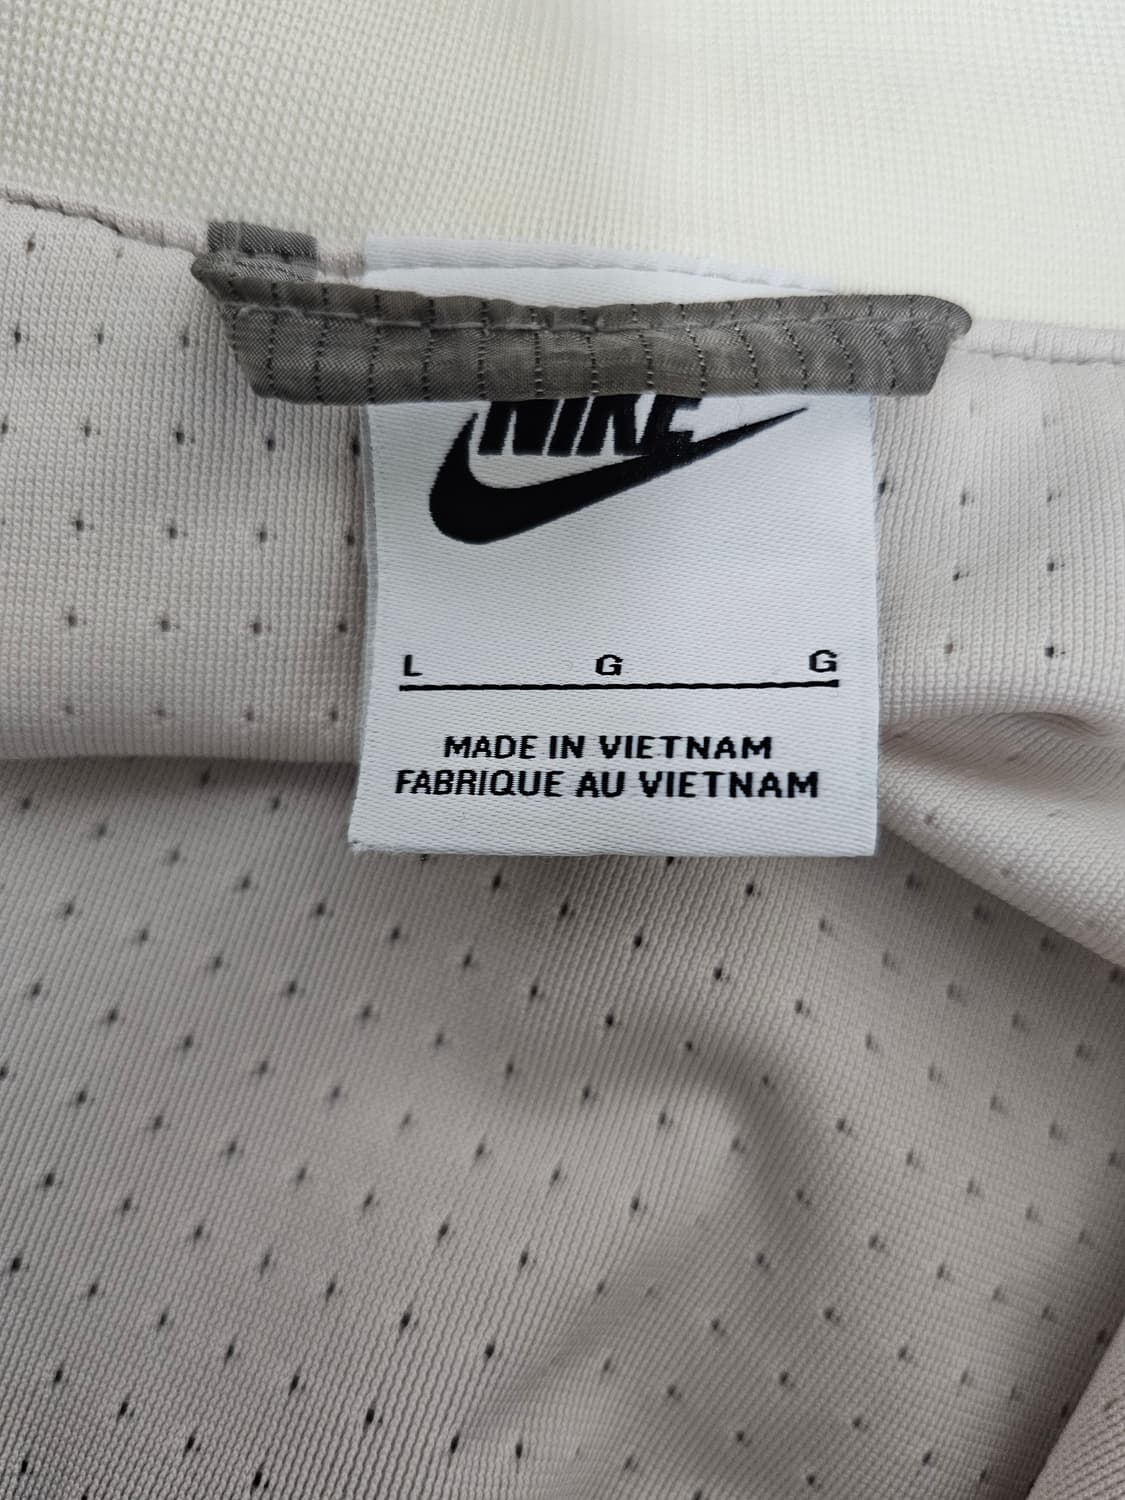 NIKE
L G G
MADE IN VIETNAM
FABRIQUE AU VIETNAM